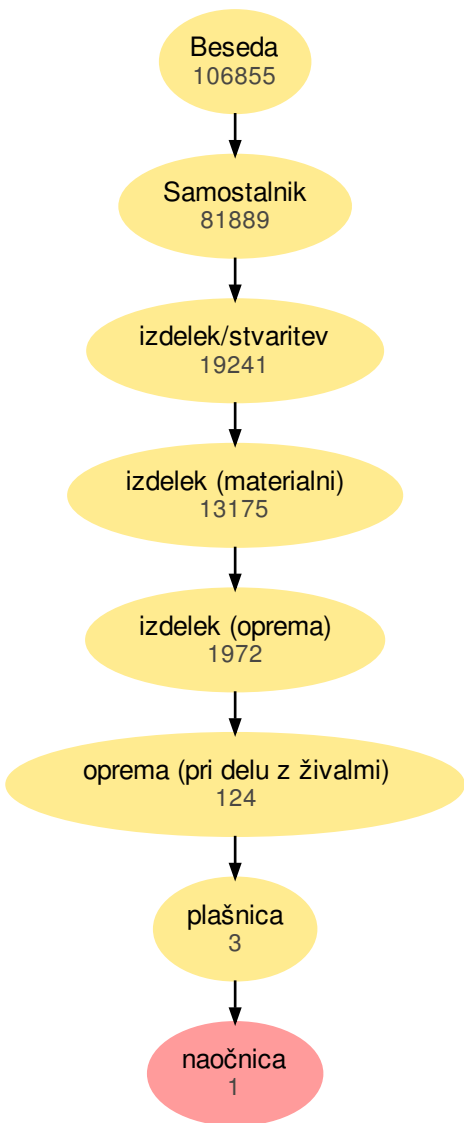 Beseda
106855
Samostalnik
81889
izdelek/stvaritev
19241
izdelek (materialni)
13175
izdelek (oprema)
1972
oprema (pri delu z živalmi)
124
plašnica
3
naočnica
1